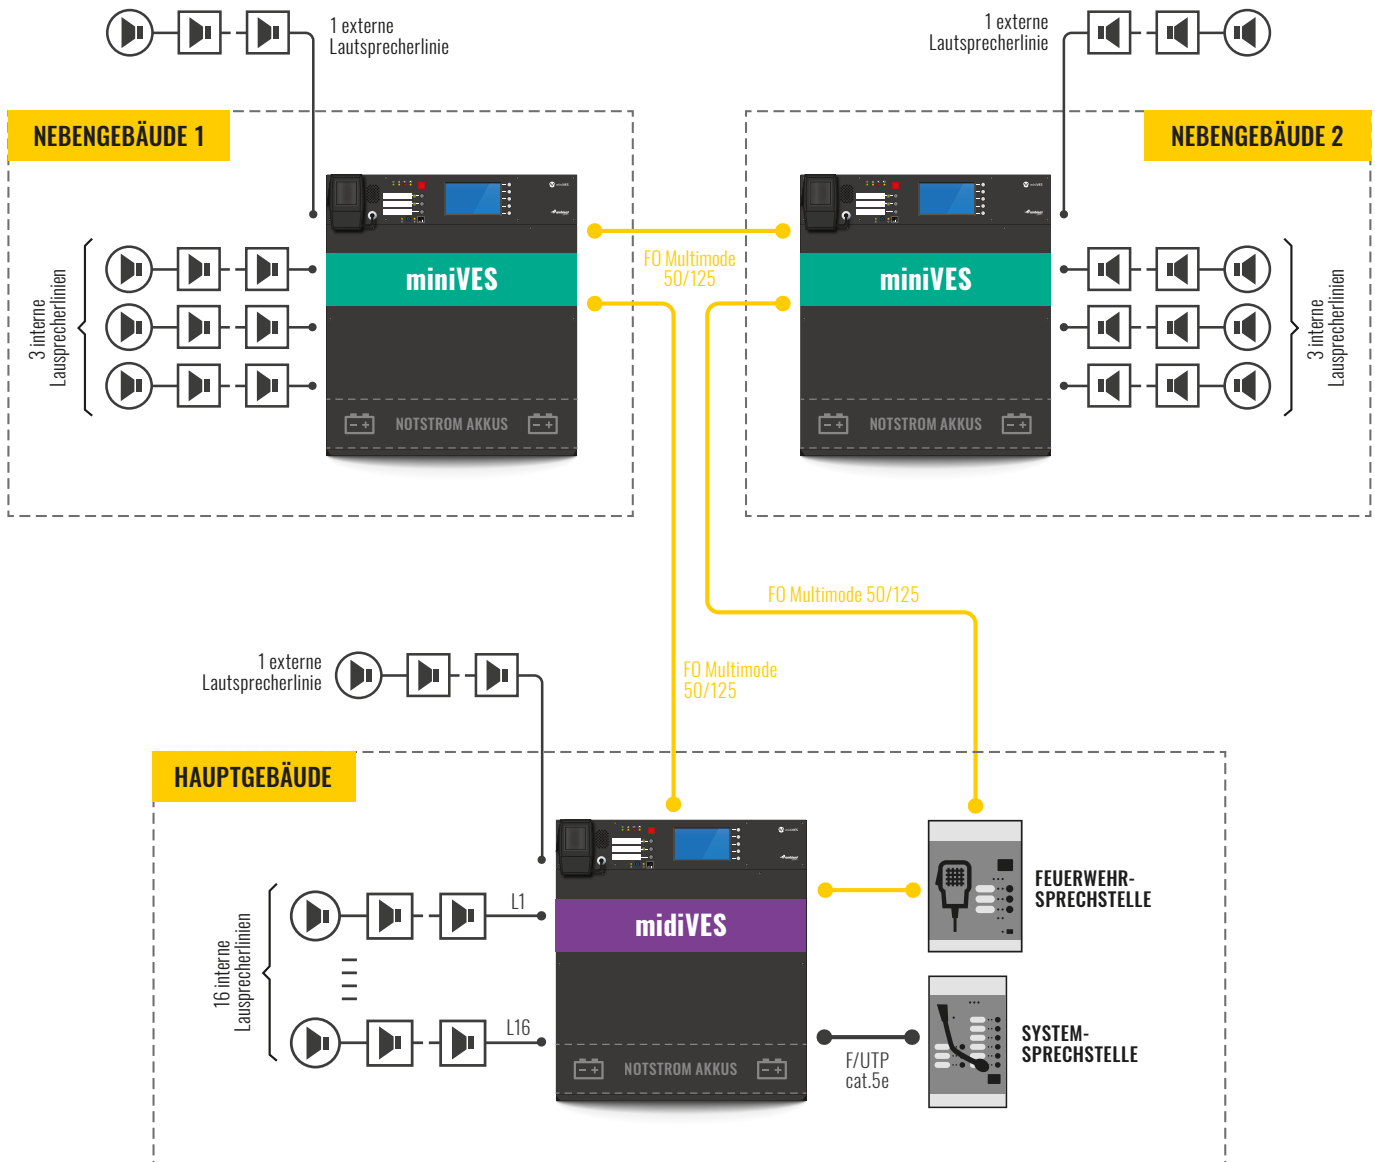 1 externe
Lautsprecherlinie
1 externe
Lautsprecherlinie
NEBENGEBÄUDE 1
NEBENGEBÄUDE 2
3 interne
Lausprecherlinien
miniVES
NOTSTROM AKKUS
FO Multimode
50/125
miniVES
NOTSTROM AKKUS
3 interne
Lausprecherlinien
FO Multimode 50/125
FO Multimode
50/125
1 externe
Lautsprecherlinie
HAUPTGEBÄUDE
16 interne
Lausprecherlinien
L1
L16
midiVES
NOTSTROM AKKUS
FEUERWEHR-
SPRECHSTELLE
F/UTP
cat.5e
SYSTEM-
SPRECHSTELLE